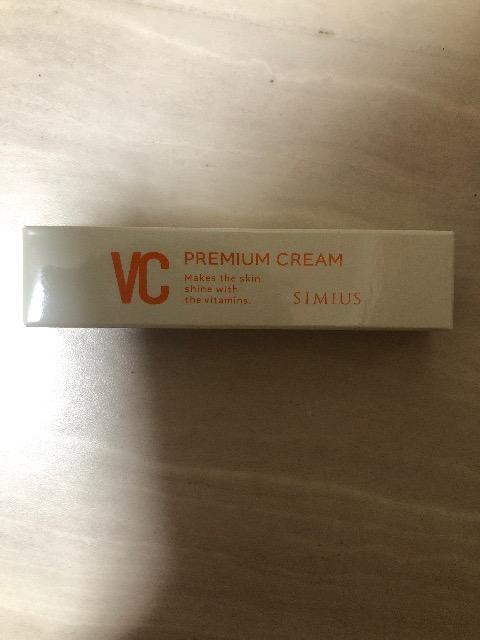 VC
PREMIUM CREAM
Makes the skin
shine with
the vitamins.
SIMIUS